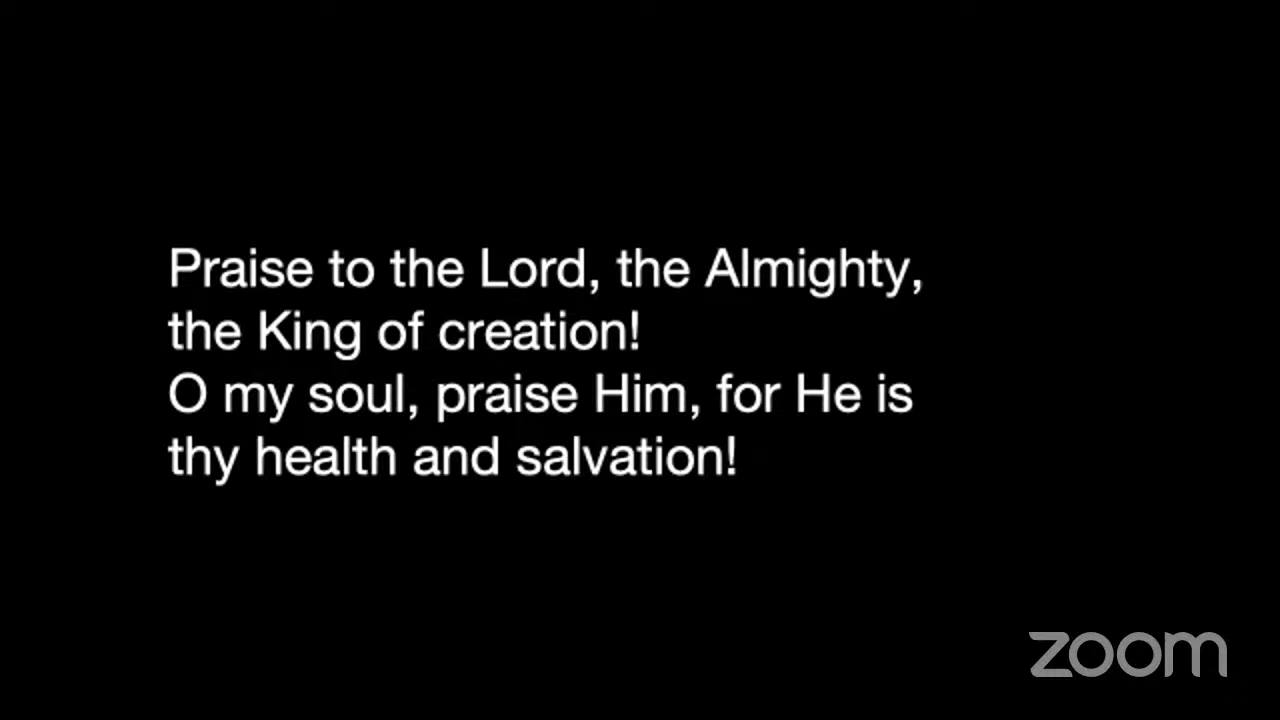 Praise to the Lord, the Almighty,
the King of creation!
O my soul, praise Him, for He is
thy health and salvation!
zoom